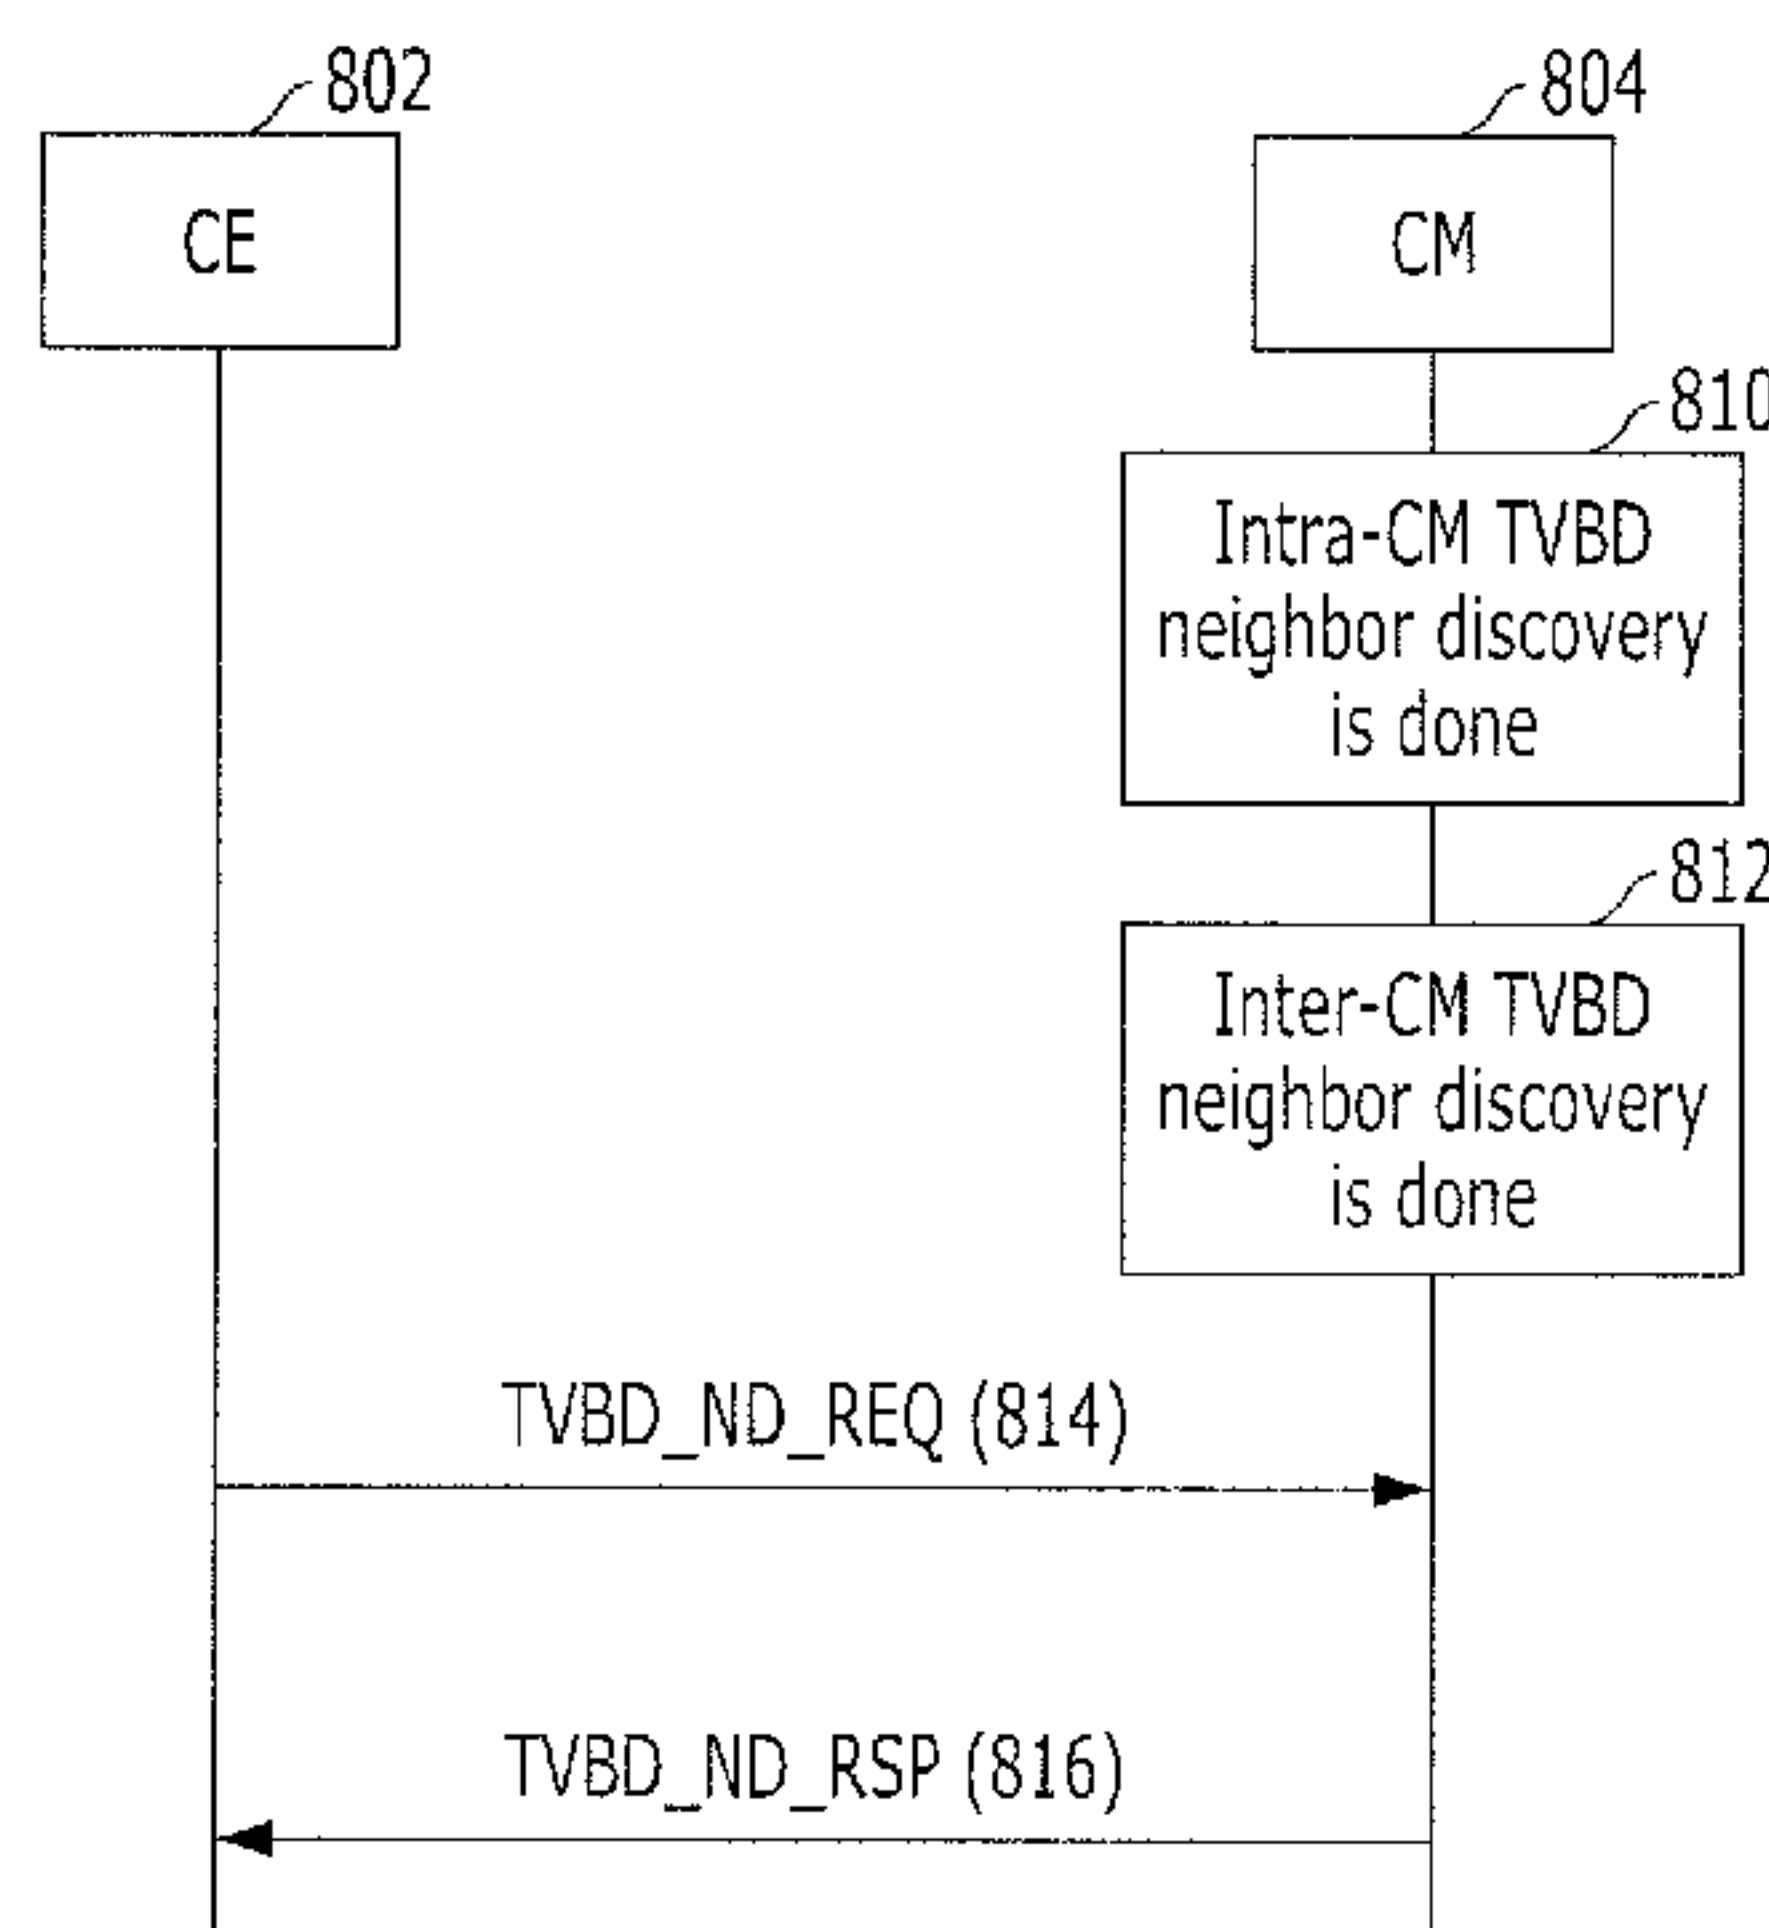 802
804
CE
CM
810
Intra-CM TVBD
neighbor discovery
is done
812
Inter-CM TVBD
neighbor discovery
is done
TVBD_ND_REQ (814)
TVBD_ND_RSP (816)